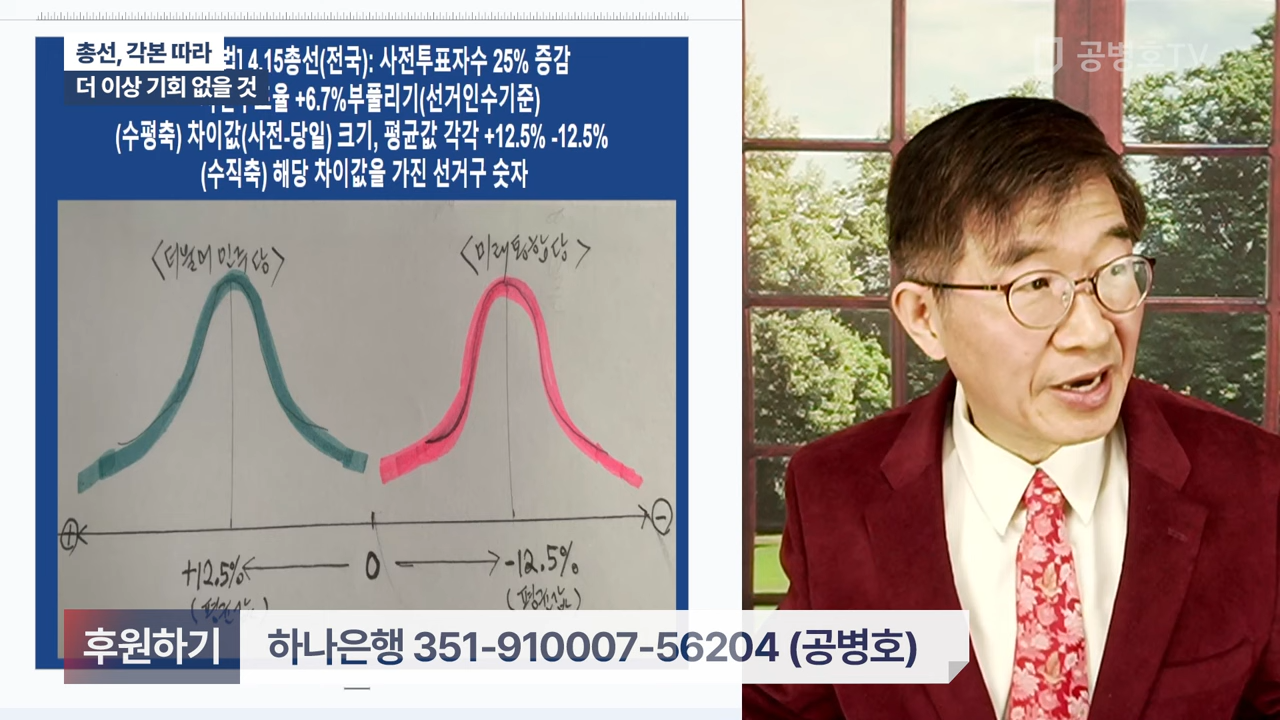 총선, 각본 따라
더 이상 기회 없을 것
4.15총선(전국): 사전투표자수 25% 증감
+6.7%부풀리기(선거인수기준)
(수평축) 차이값(사전-당일) 크기, 평균값 각각 +12.5% -12.5%
(수직축) 해당 차이값을 가진 선거구 숫자
공병호TV
<더불어 민주당>
<미래통합당>
+
-
+12.5%
0
-12.5%
(평균값)
(평균값)
후원하기
하나은행 351-910007-56204 (공병호)